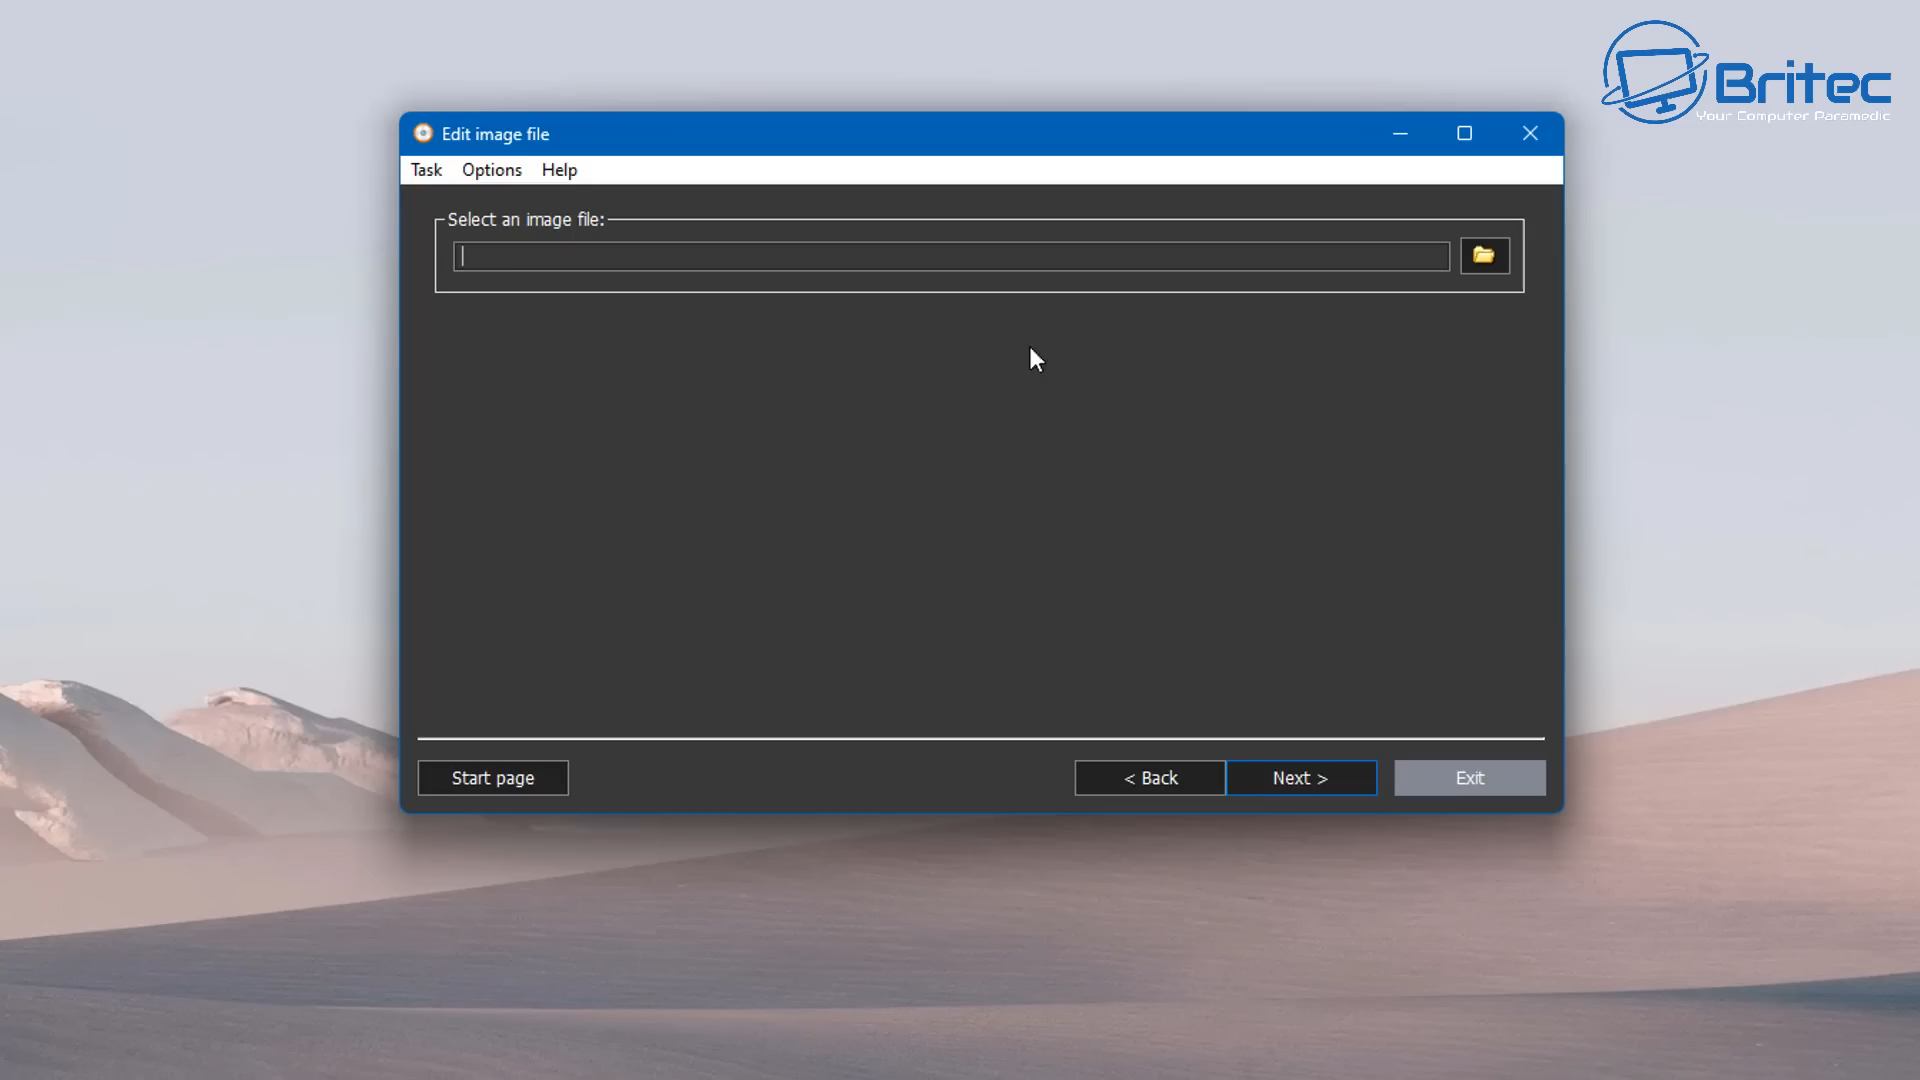 Britec
Your Computer Paramedic
Edit image file
Task Options Help
Select an image file:
Start page
< Back
Next >
Exit